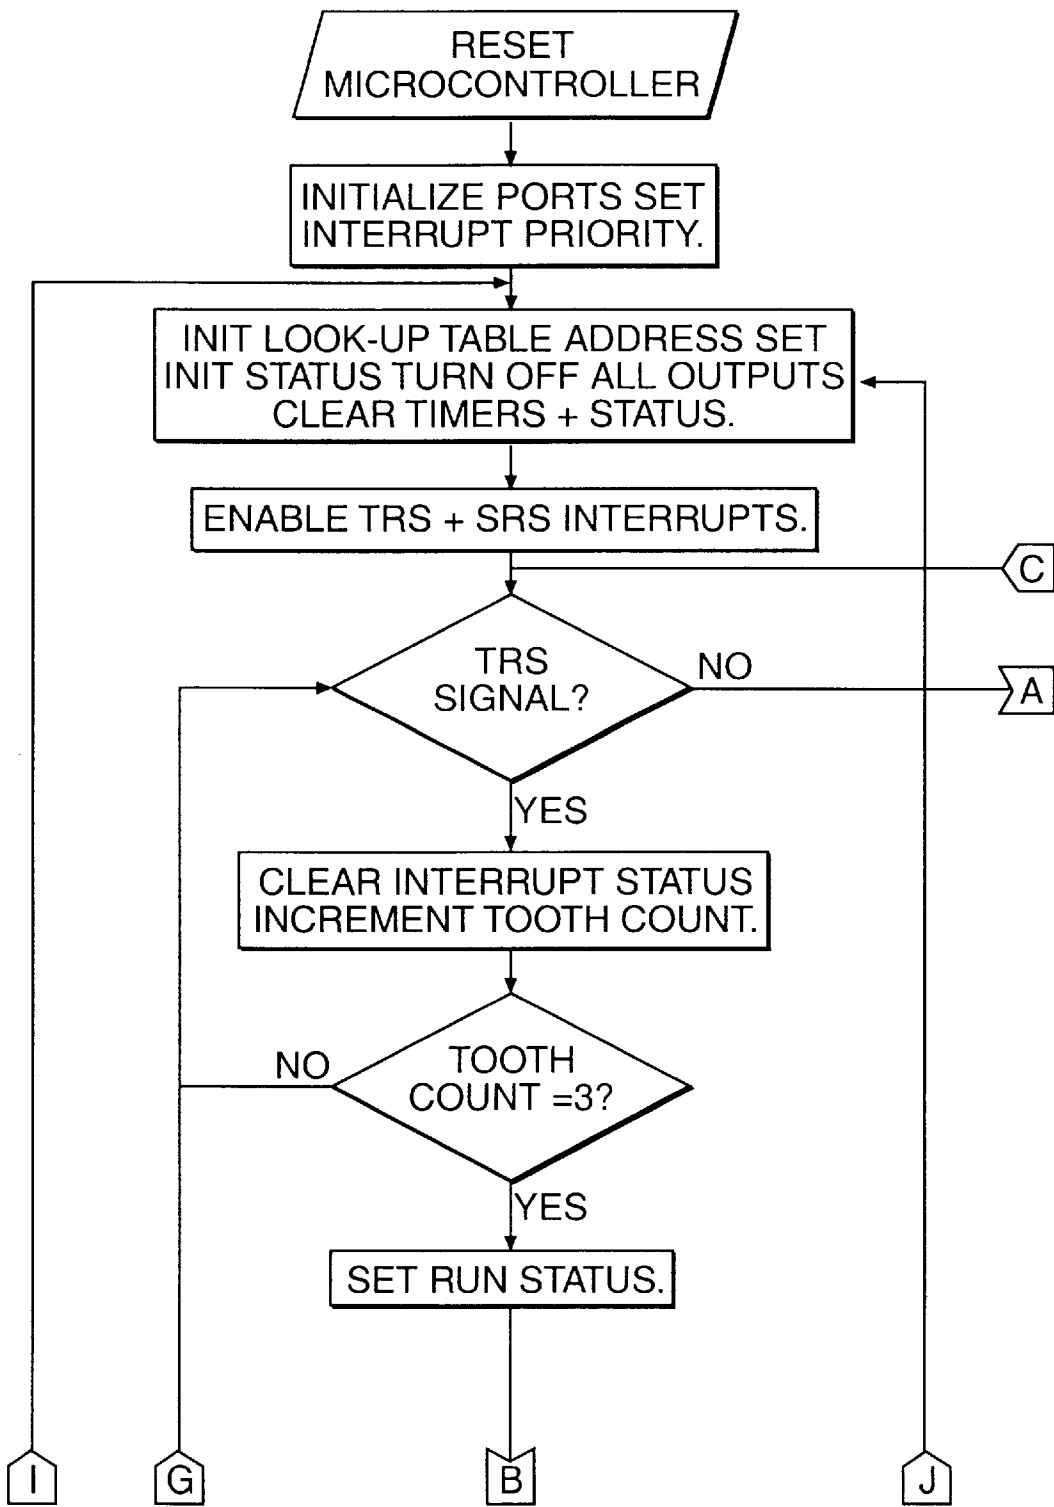 RESET
MICROCONTROLLER
INITIALIZE PORTS SET
INTERRUPT PRIORITY.
INIT LOOK-UP TABLE ADDRESS SET
INIT STATUS TURN OFF ALL OUTPUTS
CLEAR TIMERS + STATUS.
ENABLE TRS + SRS INTERRUPTS.
C
TRS
SIGNAL?
NO
A
YES
CLEAR INTERRUPT STATUS
INCREMENT TOOTH COUNT.
NO
TOOTH
COUNT =3?
YES
SET RUN STATUS.
I
G
B
J